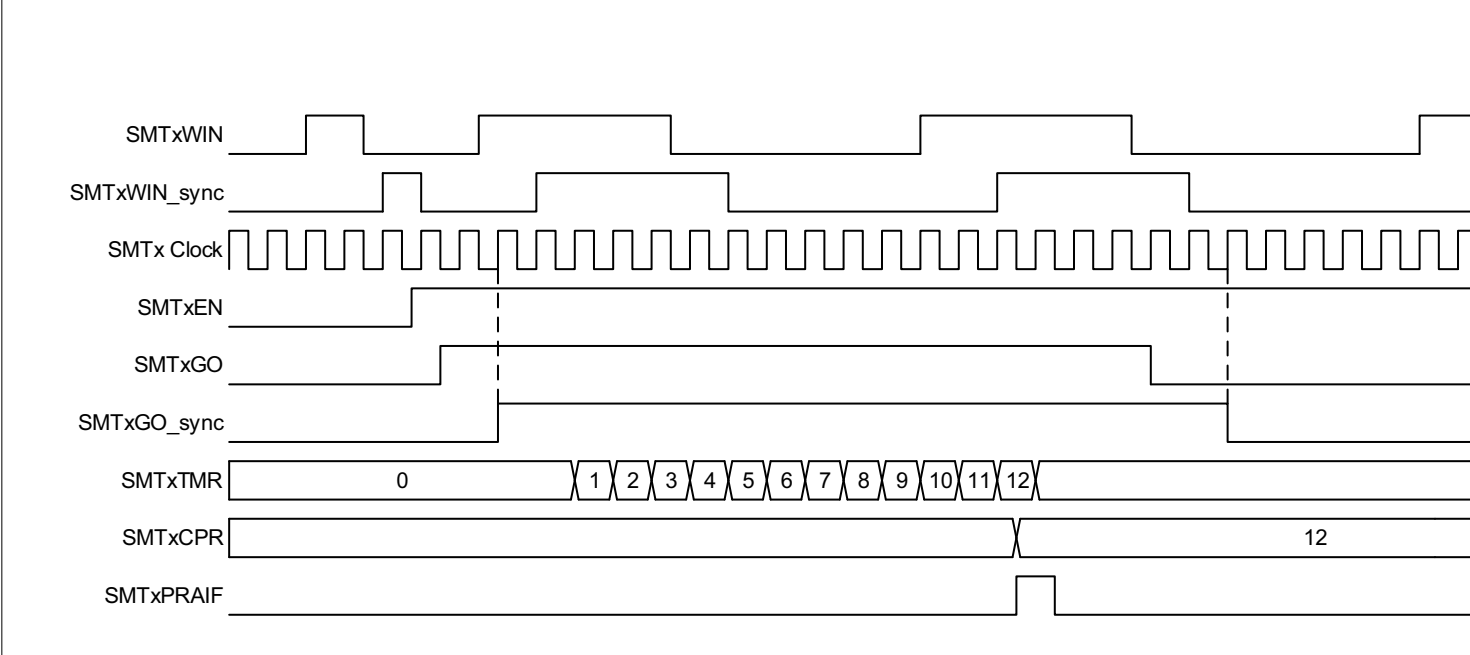 SMTxWIN
SMTxWIN_sync
SMTx Clock
SMTxEN
SMTxGO
SMTxGO_sync
SMTxTMR 0 1 2 3 4 5 6 7 8 9 10 11 12
SMTxCPR 12
SMTxPRAIF